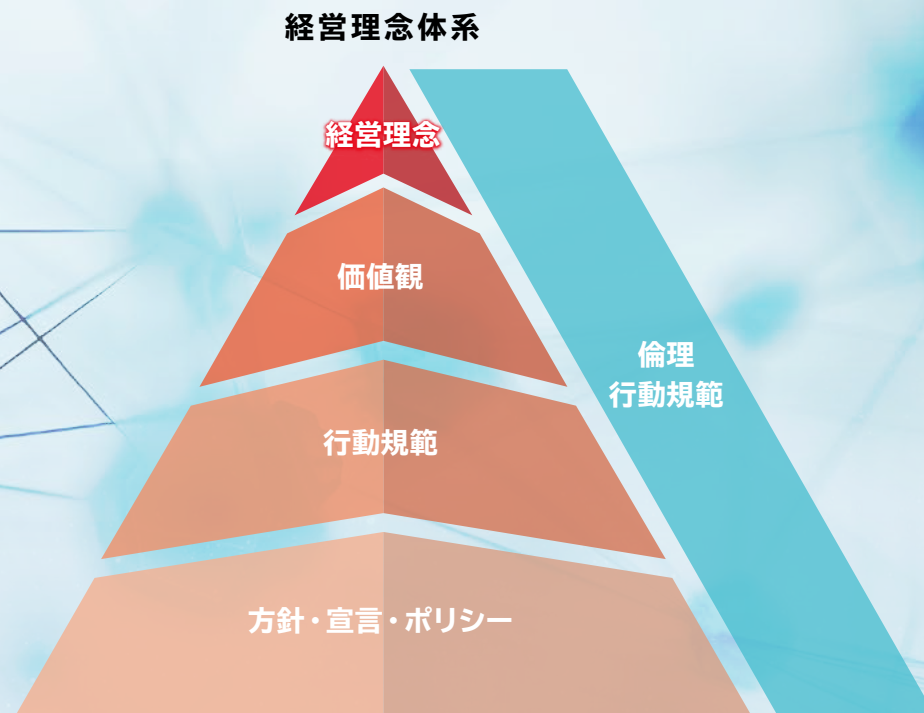 経営理念体系
経営理念
価値観
倫理
行動規範
行動規範
方針・宣言・ポリシー